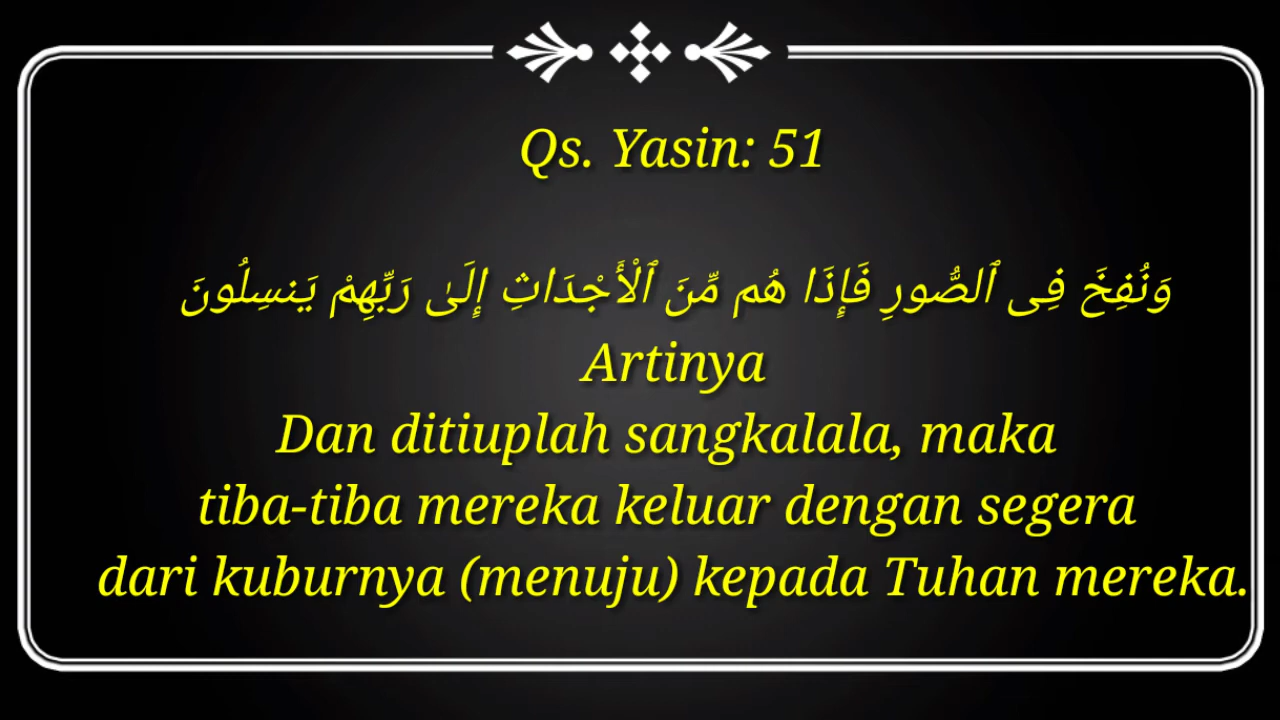 Qs. Yasin: 51
وَنُفِخَ فِى ٱلصُّورِ فَإِذَا هُم مِّنَ ٱلْأَجْدَاثِ إِلَىٰ رَبِّهِمْ يَنسِلُونَ
Artinya
Dan ditiuplah sangkalala, maka
tiba-tiba mereka keluar dengan segera
dari kuburnya (menuju) kepada Tuhan mereka.